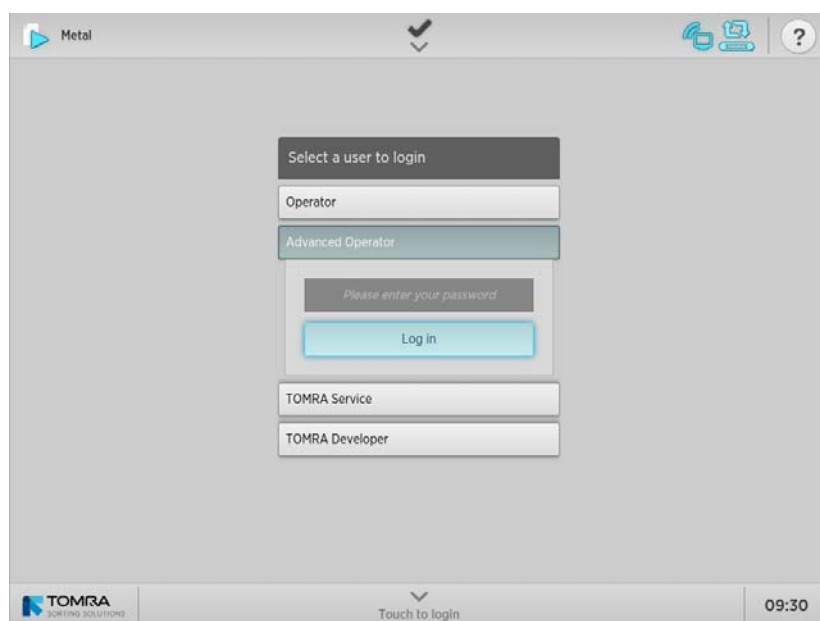 Metal
?
Select a user to login
Operator
Advanced Operator
Please enter your password
Log in
TOMRA Service
TOMRA Developer
TOMRA
SORTING SOLUTIONS
Touch to login
09:30